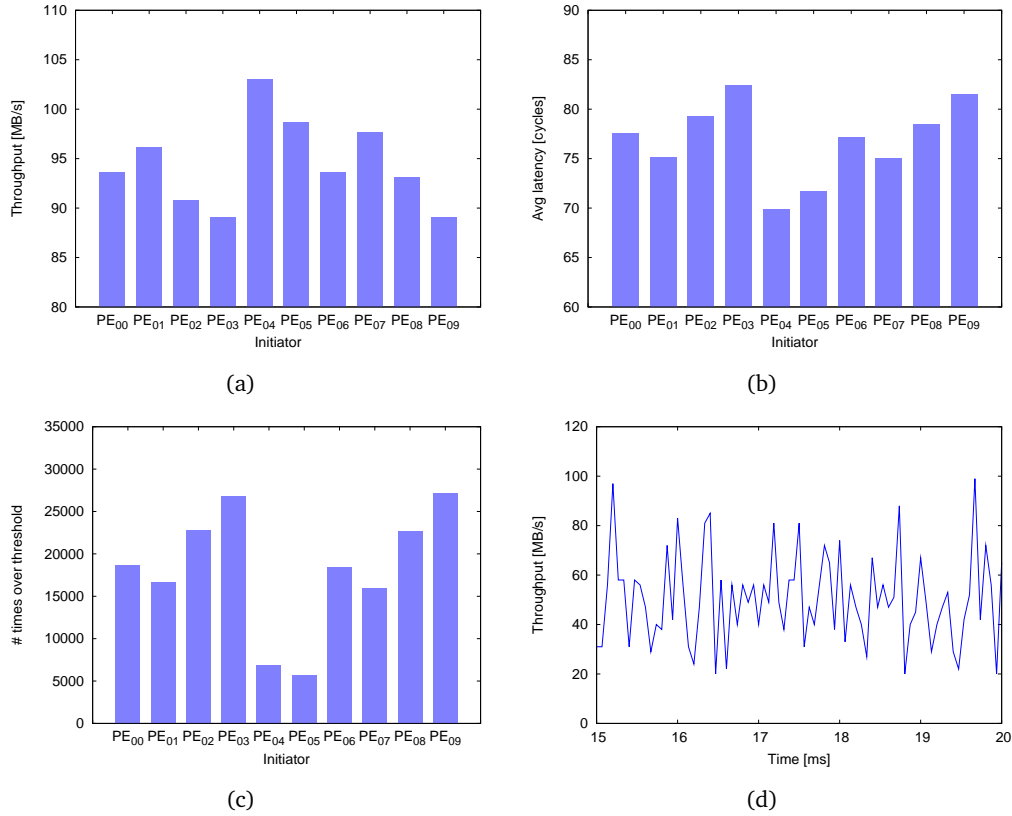 110
105
100
95
90
85
80
Throughput [MB/s]
PE00 PE01 PE02 PE03 PE04 PE05 PE06 PE07 PE08 PE09
Initiator
(a)
90
85
80
75
70
65
60
Avg latency [cycles]
PE00 PE01 PE02 PE03 PE04 PE05 PE06 PE07 PE08 PE09
Initiator
(b)
35000
30000
25000
20000
15000
10000
5000
0
# times over threshold
PE00 PE01 PE02 PE03 PE04 PE05 PE06 PE07 PE08 PE09
Initiator
(c)
120
100
80
60
40
20
0
Throughput [MB/s]
15 16 17 18 19 20
Time [ms]
(d)